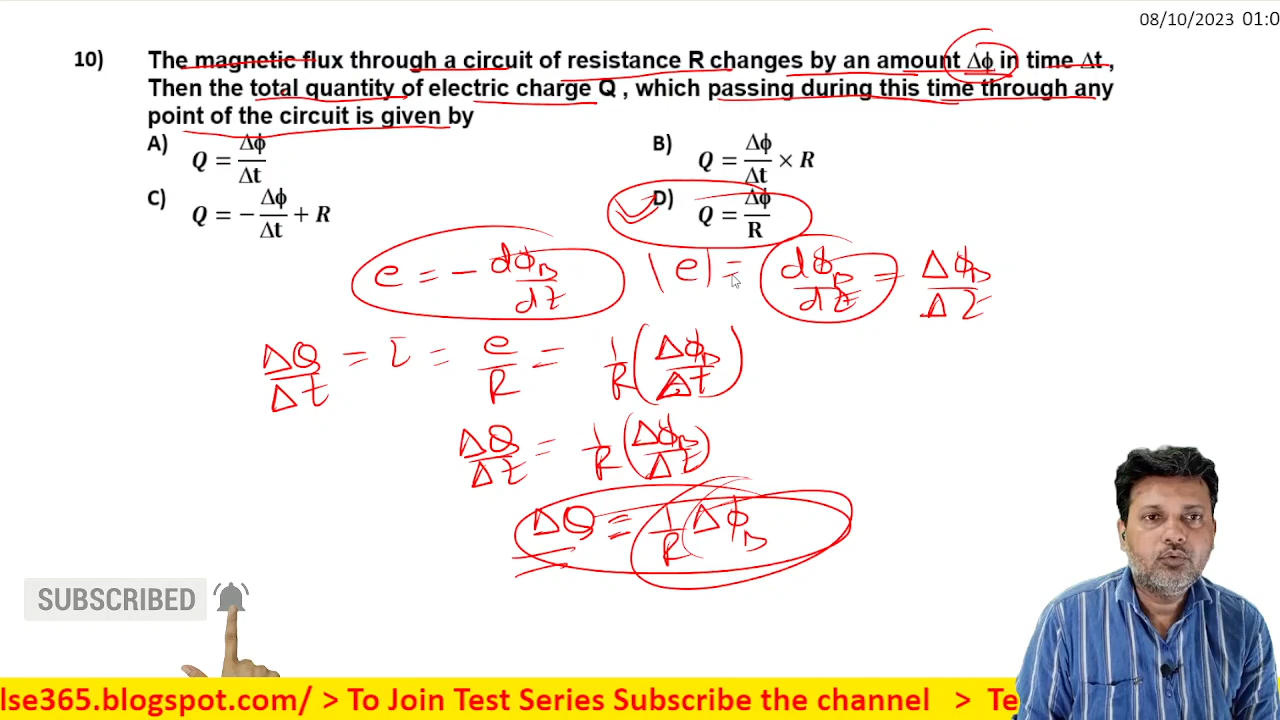 08/10/2023 01:0
10) The magnetic flux through a circuit of resistance R changes by an amount Δϕ in time Δt ,
Then the total quantity of electric charge Q , which passing during this time through any
point of the circuit is given by
A) Q = Δϕ/Δt
B) Q = Δϕ/Δt × R
C) Q = − Δϕ/Δt + R
D) Q = Δϕ/R
e = − dϕB/dt |e| = dϕB/dt = ΔϕB/Δt
ΔQ/Δt = I = e/R = 1/R (ΔϕB/Δt)
ΔQ/Δt = 1/R (ΔϕB/Δt)
ΔQ = 1/R ΔϕB
SUBSCRIBED
lse365.blogspot.com/ > To Join Test Series Subscribe the channel > Te